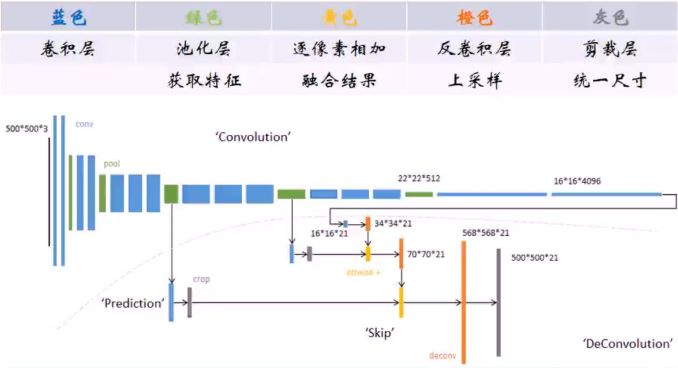 蓝色 绿色 黄色 橙色 灰色
卷积层 池化层 逐像素相加 反卷积层 剪裁层
获取特征 融合结果 上采样 统一尺寸
500*500*3
conv
'Convolution'
pool
22*22*512
16*16*4096
16*16*21
34*34*21
568*568*21
70*70*21
500*500*21
eltwise +
crop
'Prediction'
'Skip'
deconv
'DeConvolution'